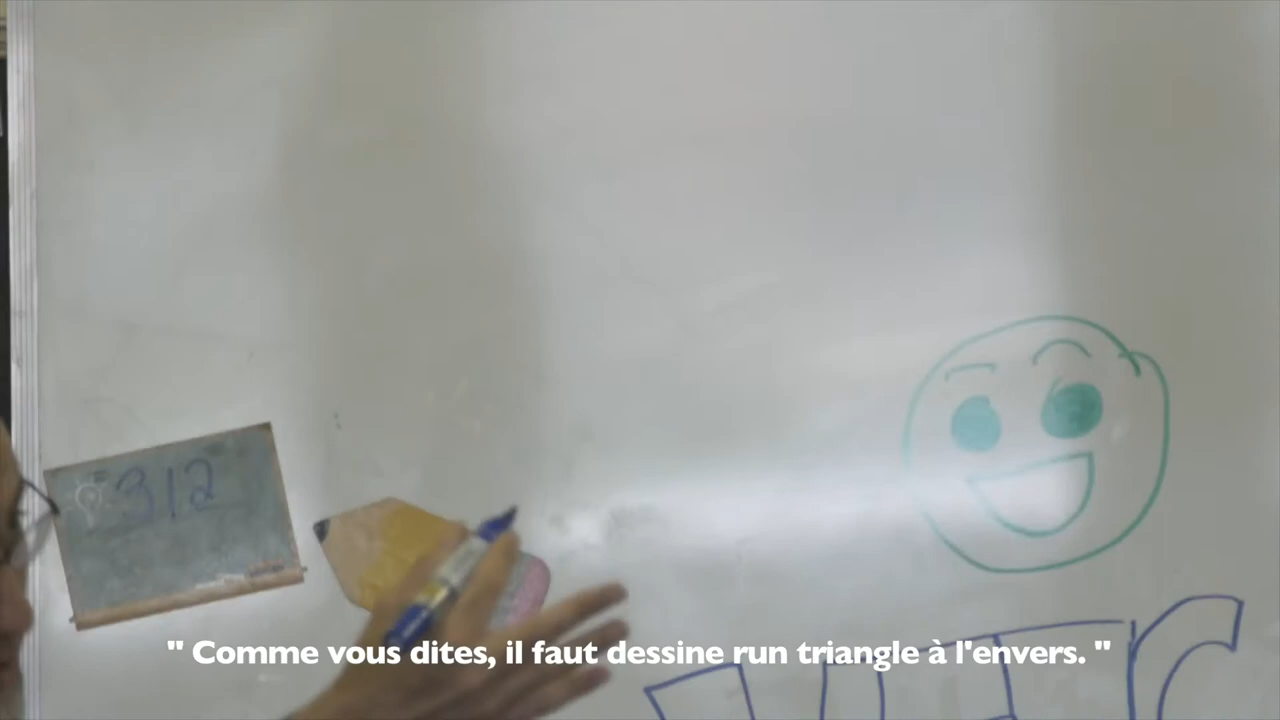 312
" Comme vous dites, il faut dessine run triangle à l'envers. "